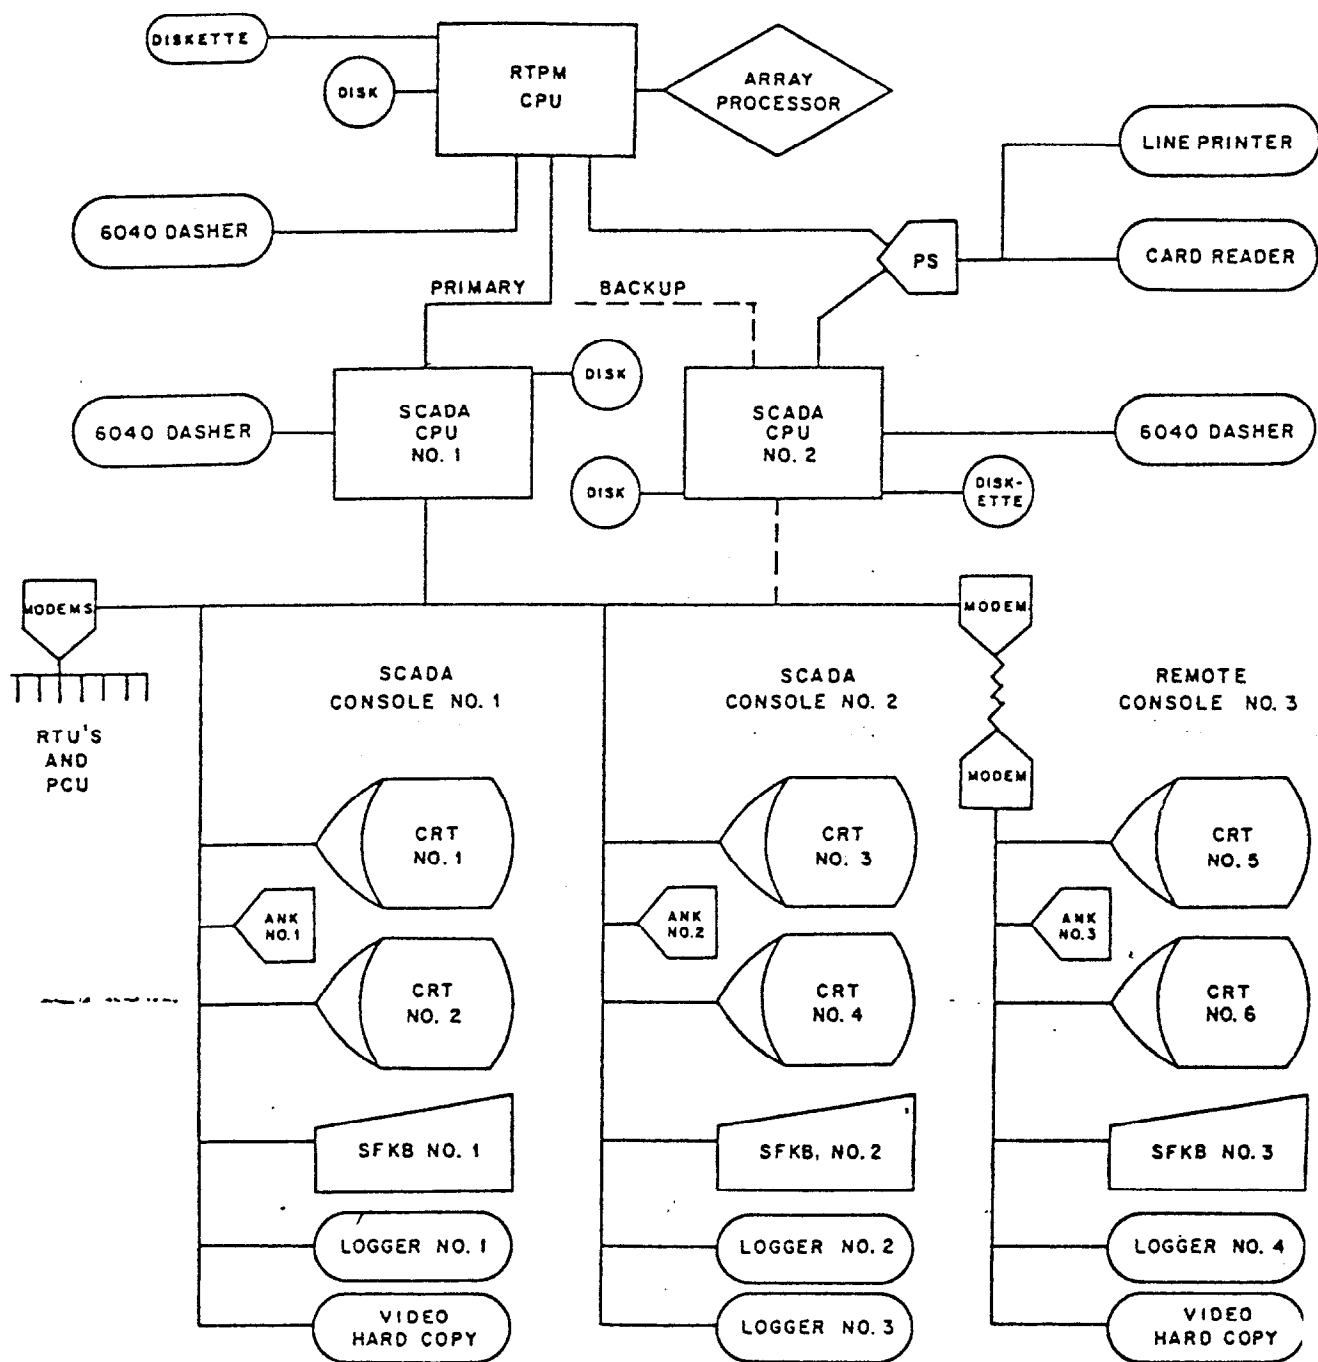 DISKETTE
RTPM
CPU
DISK
ARRAY
PROCESSOR
LINE PRINTER
6040 DASHER
PS
CARD READER
PRIMARY
BACKUP
DISK
SCADA
CPU
NO. 1
SCADA
CPU
NO. 2
6040 DASHER
6040 DASHER
DISK
DISK-
ETTE
MODEMS
MODEM
SCADA
CONSOLE NO. 1
SCADA
CONSOLE NO. 2
REMOTE
CONSOLE NO. 3
RTU'S
AND
PCU
MODEM
CRT
NO. 1
CRT
NO. 3
CRT
NO. 5
ANK
NO.1
ANK
NO.2
ANK
NO.3
CRT
NO. 2
CRT
NO. 4
CRT
NO. 6
SFKB NO. 1
SFKB, NO. 2
SFKB NO. 3
LOGGER NO. 1
LOGGER NO. 2
LOGGER NO. 4
VIDEO
HARD COPY
LOGGER NO. 3
VIDEO
HARD COPY